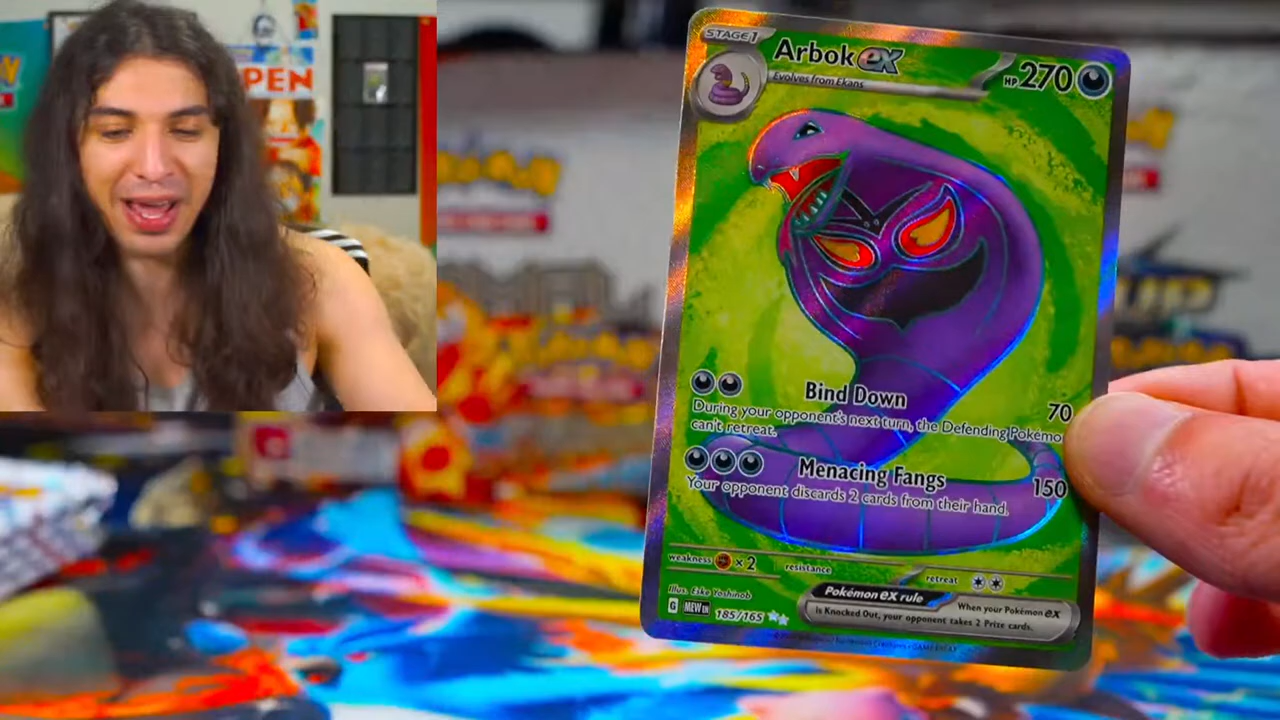 PEN
STAGE 1
Arbok ex
HP 270
Evolves from Ekans
Bind Down 70
During your opponent's next turn, the Defending Pokémo
can't retreat.
Menacing Fangs 150
Your opponent discards 2 cards from their hand.
weakness ×2 resistance retreat
Illus. Eske Yoshinob
G MEW EN 185/165
Pokémon ex rule
When your Pokémon ex
is Knocked Out, your opponent takes 2 Prize cards.